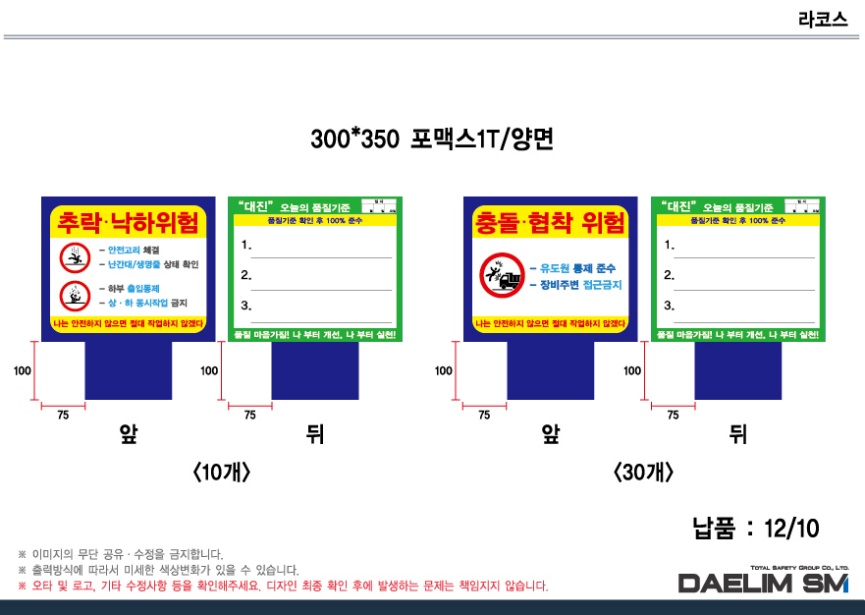 라코스
300*350 포맥스1T/양면
추락·낙하위험
- 안전고리 체결
- 난간대/생명줄 상태 확인
- 하부 출입통제
- 상·하 동시작업 금지
나는 안전하지 않으면 절대 작업하지 않겠다
"대진" 오늘의 품질기준
품질기준 확인 후 100% 준수
1.
2.
3.
품질 마음가짐! 나 부터 개선, 나 부터 실천!
충돌·협착 위험
- 유도원 통제 준수
- 장비주변 접근금지
나는 안전하지 않으면 절대 작업하지 않겠다
"대진" 오늘의 품질기준
품질기준 확인 후 100% 준수
1.
2.
3.
품질 마음가짐! 나 부터 개선, 나 부터 실천!
100
75
100
75
100
75
100
75
앞
뒤
앞
뒤
<10개>
<30개>
납품 : 12/10
※ 이미지의 무단 공유·수정을 금지합니다.
※ 출력방식에 따라서 미세한 색상변화가 있을 수 있습니다.
※ 오타 및 로고, 기타 수정사항 등을 확인해주세요. 디자인 최종 확인 후에 발생하는 문제는 책임지지 않습니다.
TOTAL SAFETY GROUP CO., LTD.
DAELIM SM